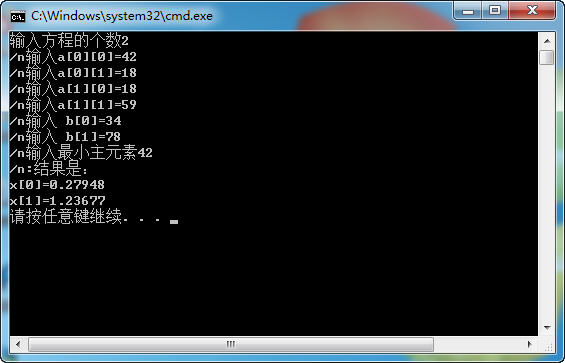 C:\Windows\system32\cmd.exe
输入方程的个数2
/n输入a[0][0]=42
/n输入a[0][1]=18
/n输入a[1][0]=18
/n输入a[1][1]=59
/n输入 b[0]=34
/n输入 b[1]=78
/n输入最小主元素42
/n:结果是:
x[0]=0.27948
x[1]=1.23677
请按任意键继续. . .